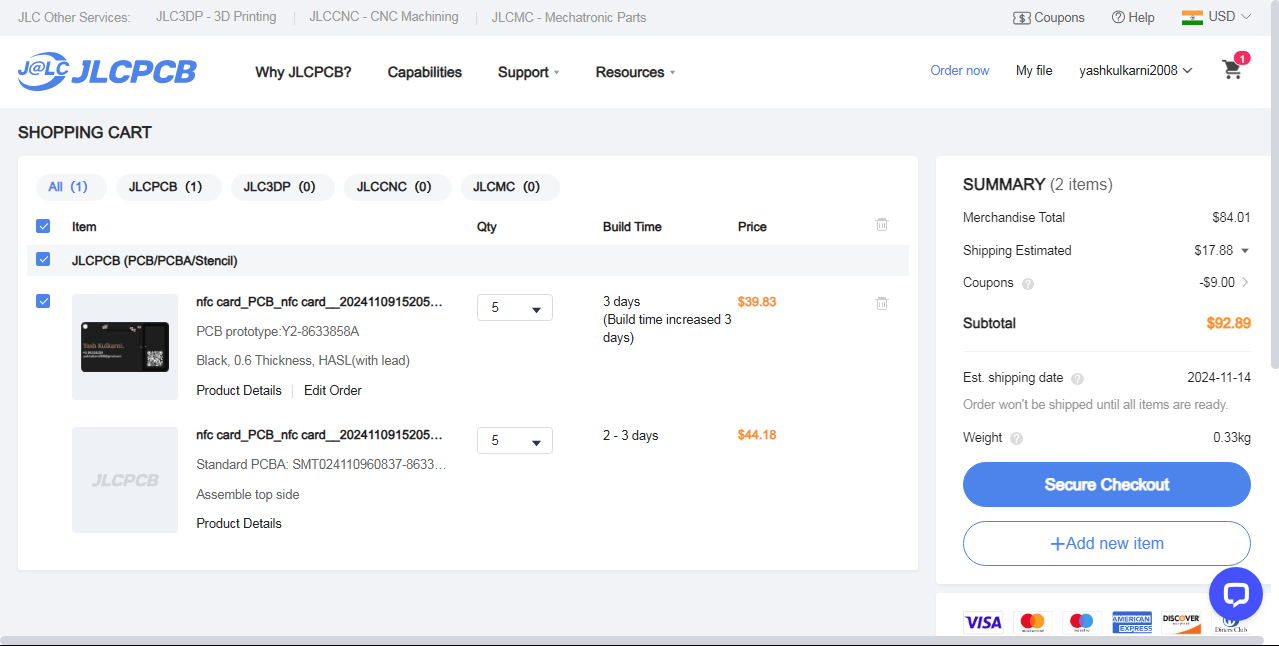 JLC Other Services: JLC3DP - 3D Printing JLCCNC - CNC Machining JLCMC - Mechatronic Parts Coupons Help USD
J@LC JLCPCB Why JLCPCB? Capabilities Support Resources Order now My file yashkulkarni2008 1
SHOPPING CART
All (1) JLCPCB (1) JLC3DP (0) JLCCNC (0) JLCMC (0)
Item Qty Build Time Price
JLCPCB (PCB/PCBA/Stencil)
nfc card_PCB_nfc card__2024110915205... 5 3 days $39.83
(Build time increased 3
days)
PCB prototype:Y2-8633858A
Black, 0.6 Thickness, HASL(with lead)
Product Details Edit Order
Yash Kulkarni.
nfc card_PCB_nfc card__2024110915205... 5 2 - 3 days $44.18
Standard PCBA: SMT024110960837-8633...
Assemble top side
Product Details
JLCPCB
SUMMARY (2 items)
Merchandise Total $84.01
Shipping Estimated $17.88
Coupons ? -$9.00
Subtotal $92.89
Est. shipping date ? 2024-11-14
Order won't be shipped until all items are ready.
Weight ? 0.33kg
Secure Checkout
+Add new item
VISA mastercard maestro AMERICAN EXPRESS DISCOVER Diners Club